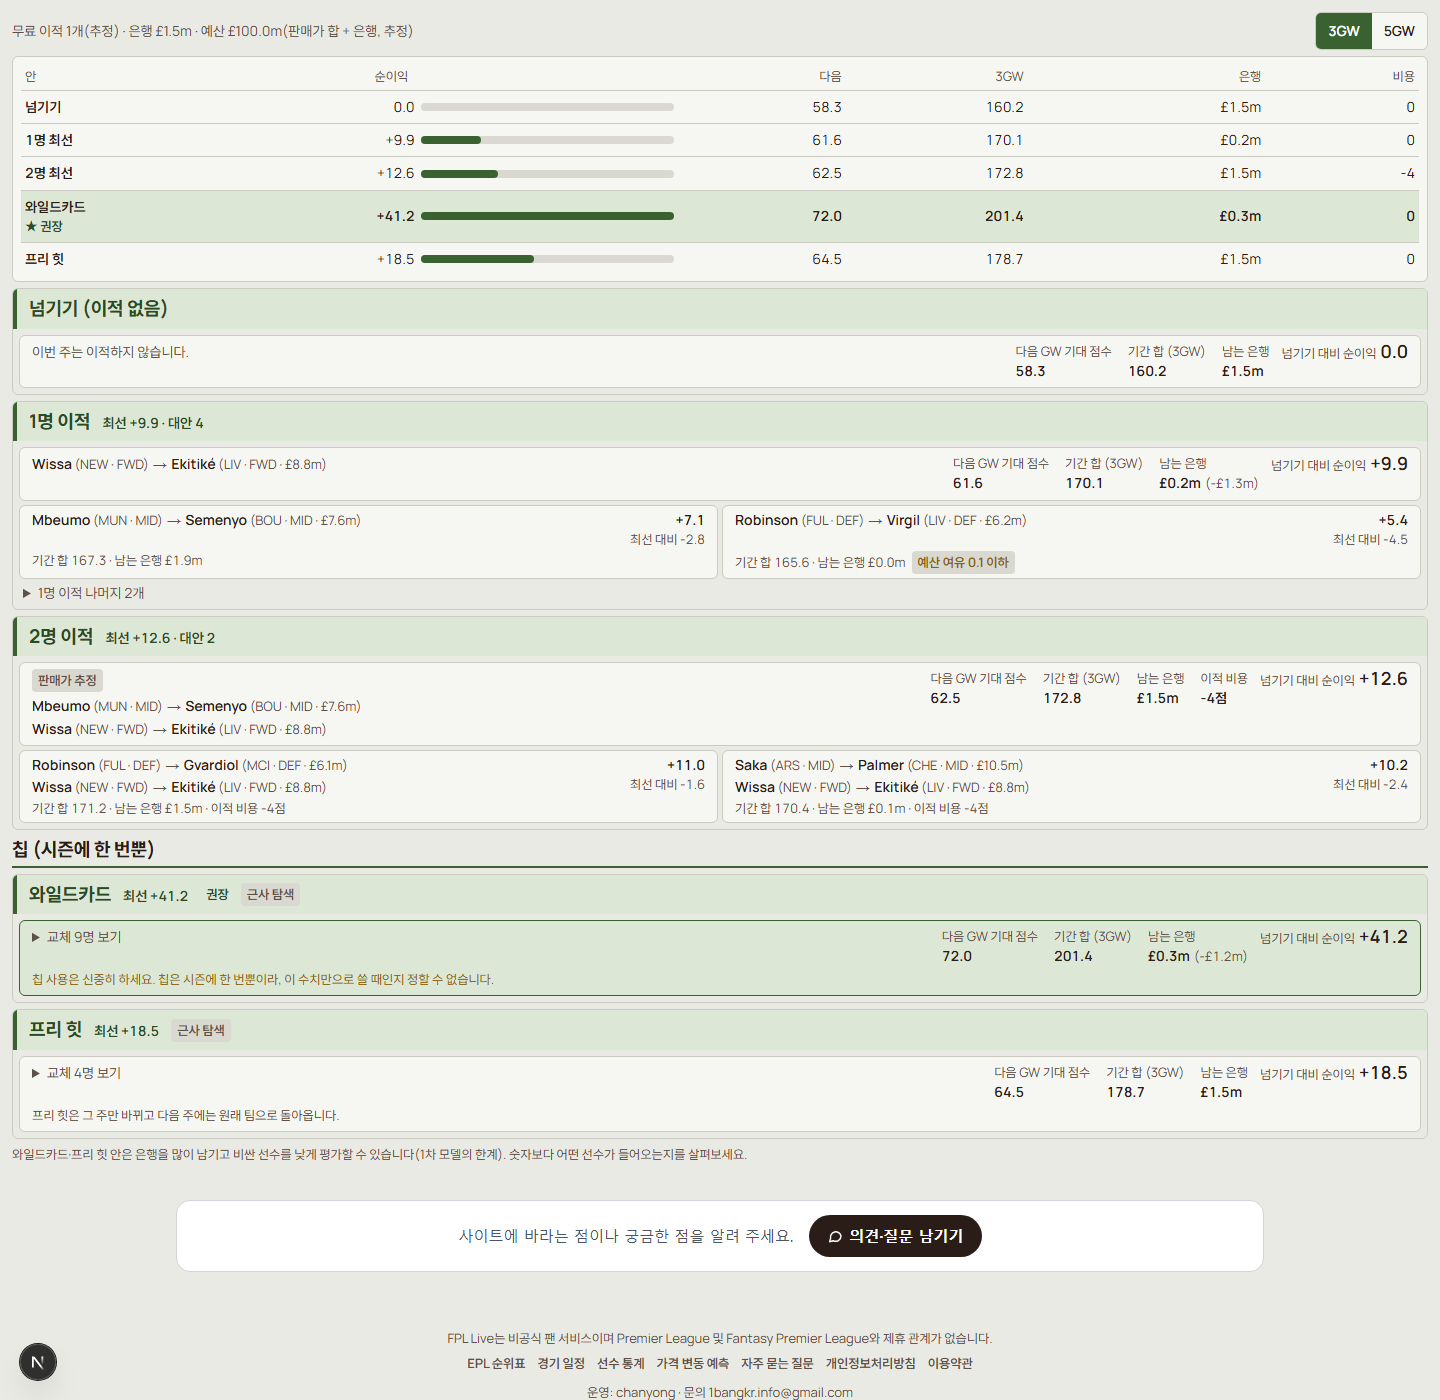 무료 이적 1개(추정) · 은행 £1.5m · 예산 £100.0m(판매가 합 + 은행, 추정)
3GW 5GW
안 순이익 다음 3GW 은행 비용
넘기기 0.0 58.3 160.2 £1.5m 0
1명 최선 +9.9 61.6 170.1 £0.2m 0
2명 최선 +12.6 62.5 172.8 £1.5m -4
와일드카드
★ 권장 +41.2 72.0 201.4 £0.3m 0
프리 힛 +18.5 64.5 178.7 £1.5m 0
넘기기 (이적 없음)
이번 주는 이적하지 않습니다. 다음 GW 기대 점수 기간 합 (3GW) 남는 은행 넘기기 대비 순이익 0.0
58.3 160.2 £1.5m
1명 이적 최선 +9.9 · 대안 4
Wissa (NEW · FWD) → Ekitiké (LIV · FWD · £8.8m) 다음 GW 기대 점수 기간 합 (3GW) 남는 은행 넘기기 대비 순이익 +9.9
61.6 170.1 £0.2m (-£1.3m)
Mbeumo (MUN · MID) → Semenyo (BOU · MID · £7.6m) +7.1
최선 대비 -2.8
기간 합 167.3 · 남는 은행 £1.9m
Robinson (FUL · DEF) → Virgil (LIV · DEF · £6.2m) +5.4
최선 대비 -4.5
기간 합 165.6 · 남는 은행 £0.0m 예산 여유 0.1 이하
▶ 1명 이적 나머지 2개
2명 이적 최선 +12.6 · 대안 2
판매가 추정 다음 GW 기대 점수 기간 합 (3GW) 남는 은행 이적 비용 넘기기 대비 순이익 +12.6
62.5 172.8 £1.5m -4점
Mbeumo (MUN · MID) → Semenyo (BOU · MID · £7.6m)
Wissa (NEW · FWD) → Ekitiké (LIV · FWD · £8.8m)
Robinson (FUL · DEF) → Gvardiol (MCI · DEF · £6.1m) +11.0
Wissa (NEW · FWD) → Ekitiké (LIV · FWD · £8.8m) 최선 대비 -1.6
기간 합 171.2 · 남는 은행 £1.5m · 이적 비용 -4점
Saka (ARS · MID) → Palmer (CHE · MID · £10.5m) +10.2
Wissa (NEW · FWD) → Ekitiké (LIV · FWD · £8.8m) 최선 대비 -2.4
기간 합 170.4 · 남는 은행 £0.1m · 이적 비용 -4점
칩 (시즌에 한 번뿐)
와일드카드 최선 +41.2 권장 근사 탐색
▶ 교체 9명 보기 다음 GW 기대 점수 기간 합 (3GW) 남는 은행 넘기기 대비 순이익 +41.2
72.0 201.4 £0.3m (-£1.2m)
칩 사용은 신중히 하세요. 칩은 시즌에 한 번뿐이라, 이 수치만으로 쓸 때인지 정할 수 없습니다.
프리 힛 최선 +18.5 근사 탐색
▶ 교체 4명 보기 다음 GW 기대 점수 기간 합 (3GW) 남는 은행 넘기기 대비 순이익 +18.5
64.5 178.7 £1.5m
프리 힛은 그 주만 바뀌고 다음 주에는 원래 팀으로 돌아옵니다.
와일드카드·프리 힛 안은 은행을 많이 남기고 비싼 선수를 낮게 평가할 수 있습니다(1차 모델의 한계). 숫자보다 어떤 선수가 들어오는지를 살펴보세요.
사이트에 바라는 점이나 궁금한 점을 알려 주세요. 의견·질문 남기기
FPL Live는 비공식 팬 서비스이며 Premier League 및 Fantasy Premier League와 제휴 관계가 없습니다.
EPL 순위표 경기 일정 선수 통계 가격 변동 예측 자주 묻는 질문 개인정보처리방침 이용약관
운영: chanyong · 문의 1bangkr.info@gmail.com
N